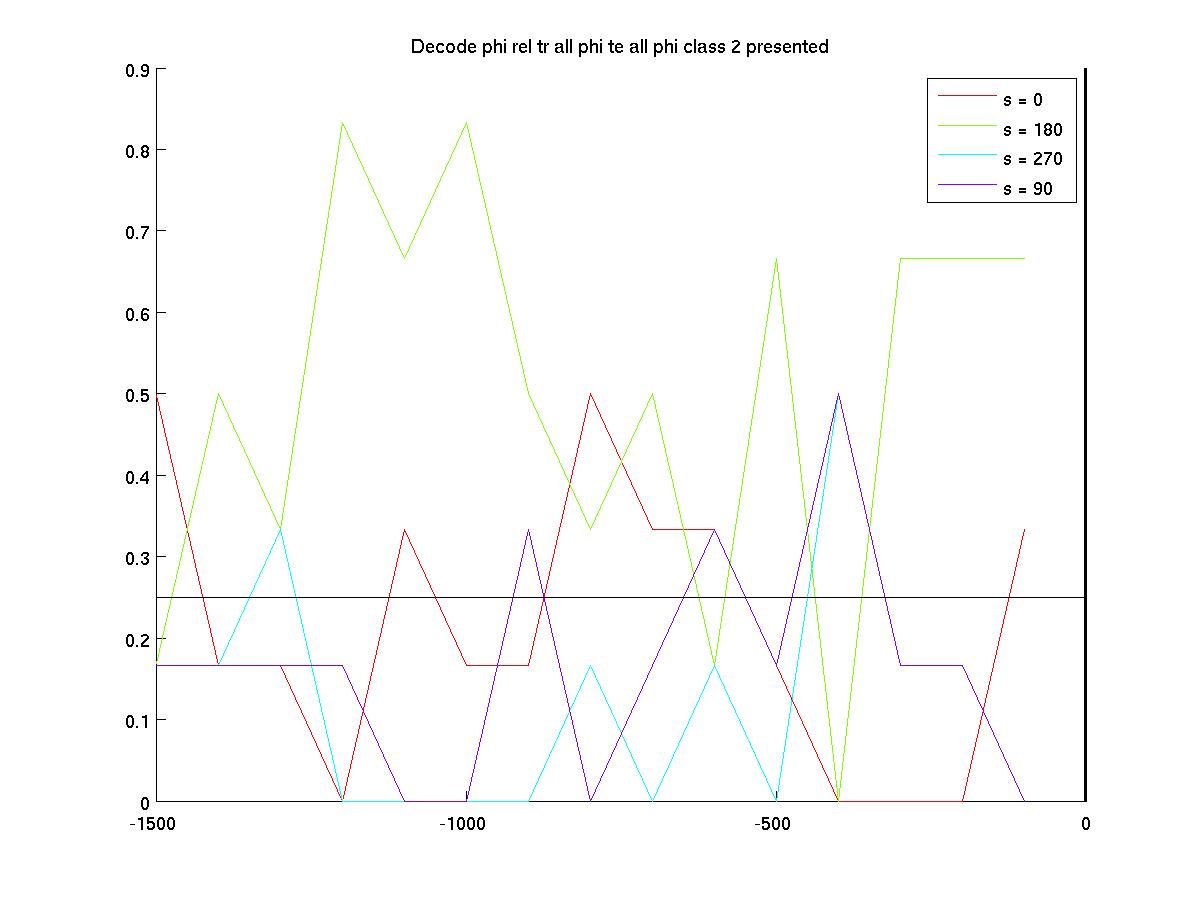 Decode phi rel tr all phi te all phi class 2 presented
0.9
0.8
0.7
0.6
0.5
0.4
0.3
0.2
0.1
0
-1500
-1000
-500
0
s = 0
s = 180
s = 270
s = 90